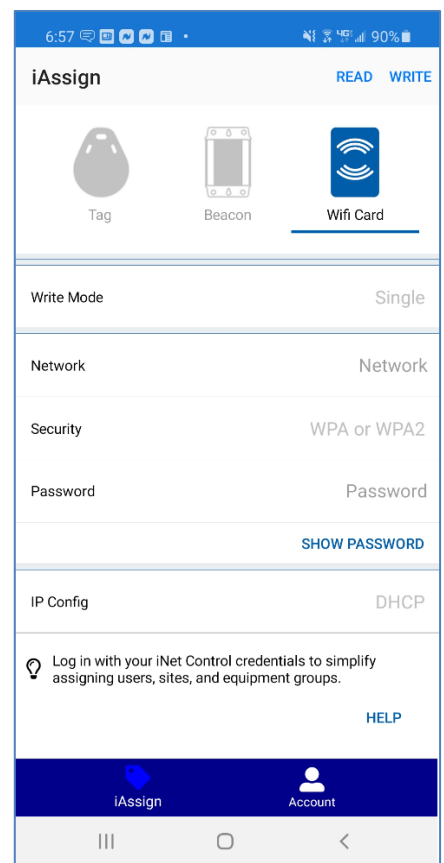 6:57 90%
iAssign READ WRITE
Tag Beacon Wifi Card
Write Mode Single
Network Network
Security WPA or WPA2
Password Password
SHOW PASSWORD
IP Config DHCP
Log in with your iNet Control credentials to simplify
assigning users, sites, and equipment groups.
HELP
iAssign Account